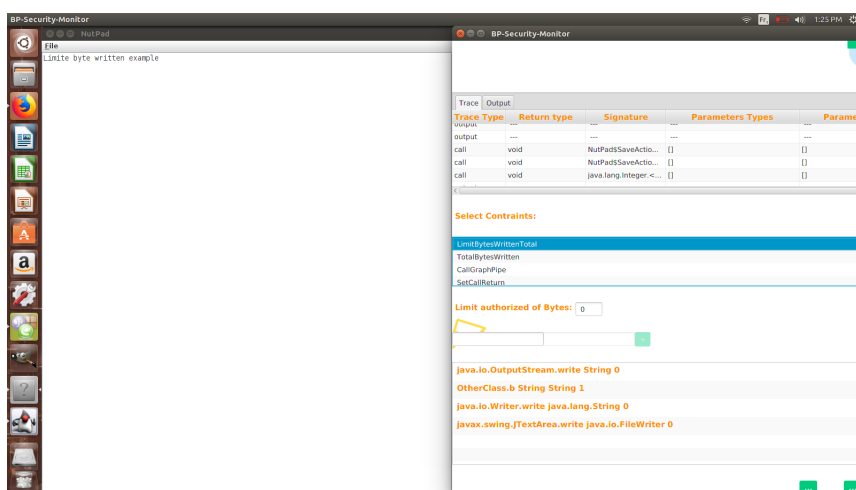 BP-Security-Monitor
Fr,
1:25 PM
NutPad
File
Limite byte written example
BP-Security-Monitor
Trace Output
Trace Type Return type Signature Parameters Types Parame
output --- --- --- ---
output --- --- --- ---
call void NutPad$SaveActio... [] []
call void NutPad$SaveActio... [] []
call void java.lang.Integer.<... [] []
Select Contraints:
LimitBytesWrittenTotal
TotalBytesWritten
CallGraphPipe
SetCallReturn
Limit authorized of Bytes: 0
java.io.OutputStream.write String 0
OtherClass.b String String 1
java.io.Writer.write java.lang.String 0
javax.swing.JTextArea.write java.io.FileWriter 0